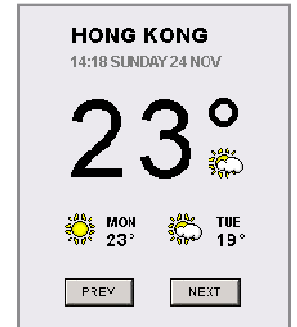 HONG KONG
14:18 SUNDAY 24 NOV
23°
MON
23°
TUE
19°
PREV
NEXT